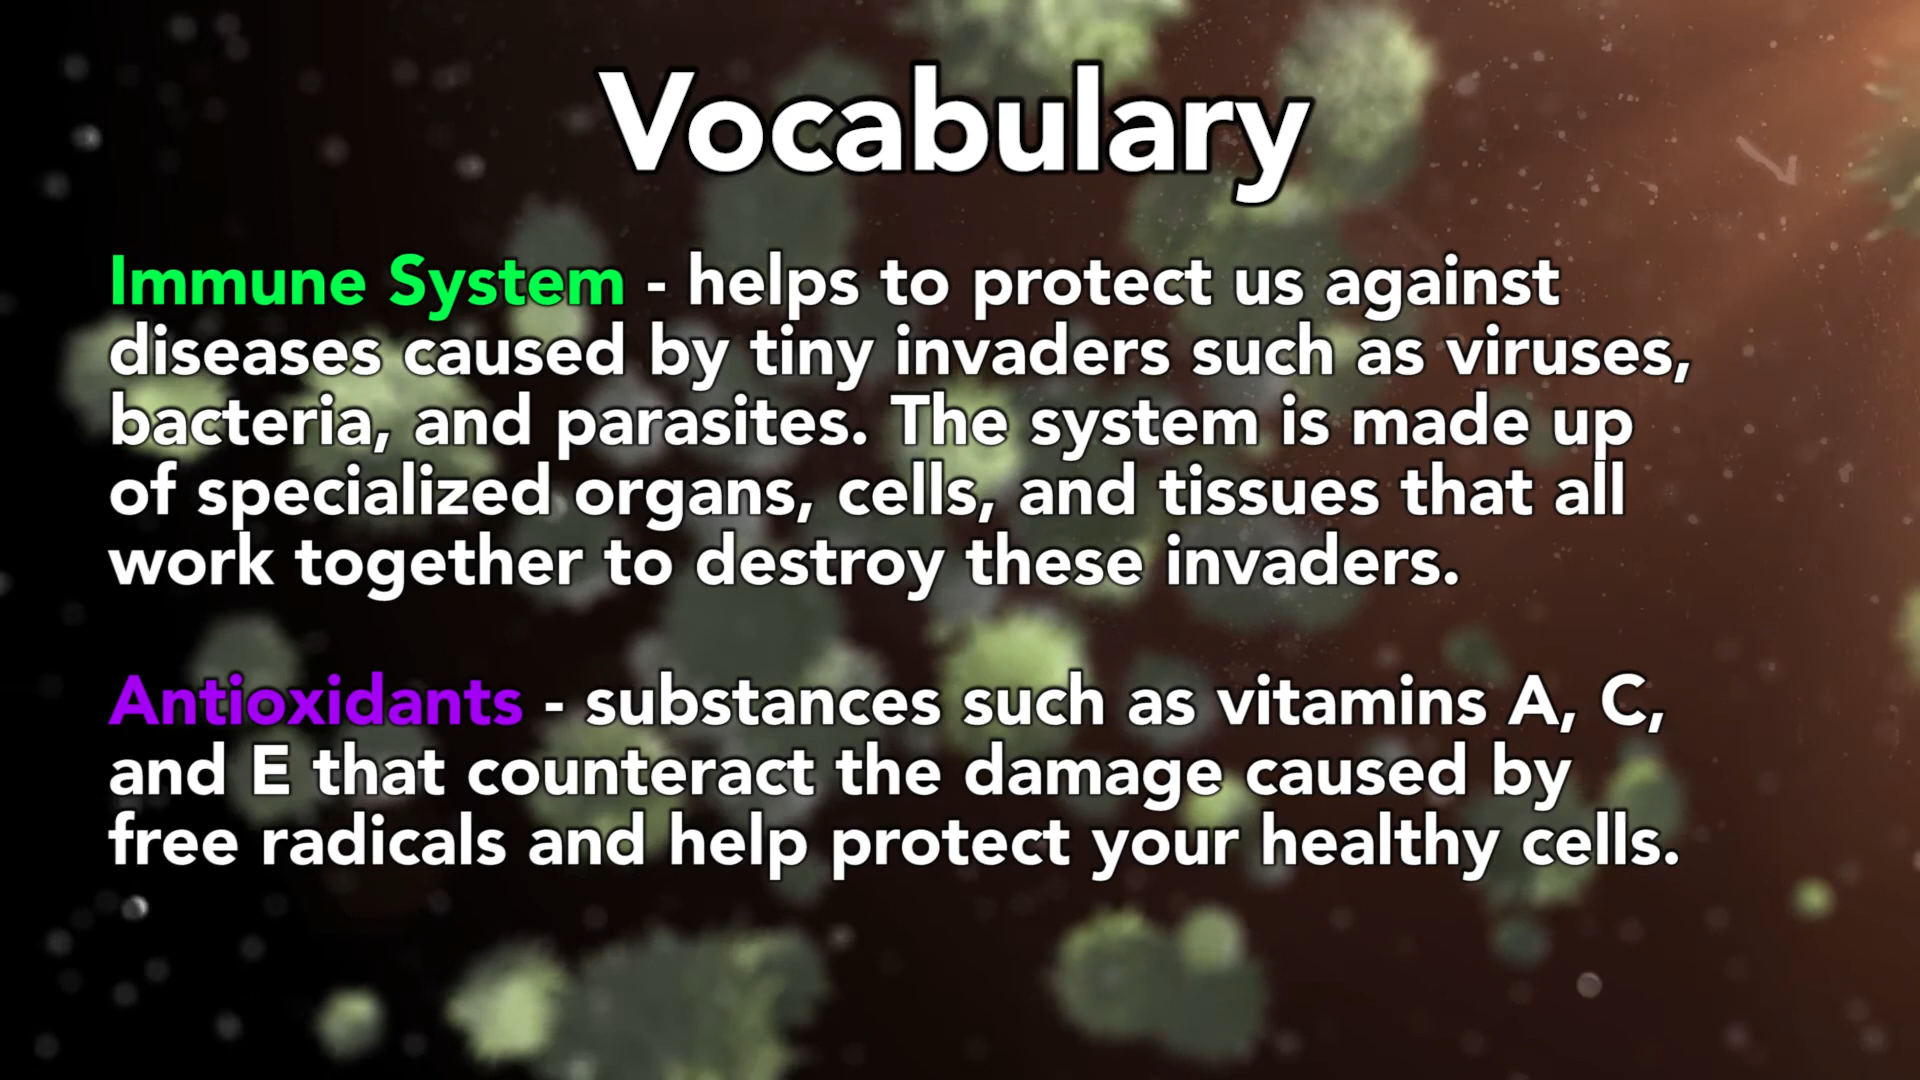 Vocabulary
Immune System - helps to protect us against
diseases caused by tiny invaders such as viruses,
bacteria, and parasites. The system is made up
of specialized organs, cells, and tissues that all
work together to destroy these invaders.
Antioxidants - substances such as vitamins A, C,
and E that counteract the damage caused by
free radicals and help protect your healthy cells.